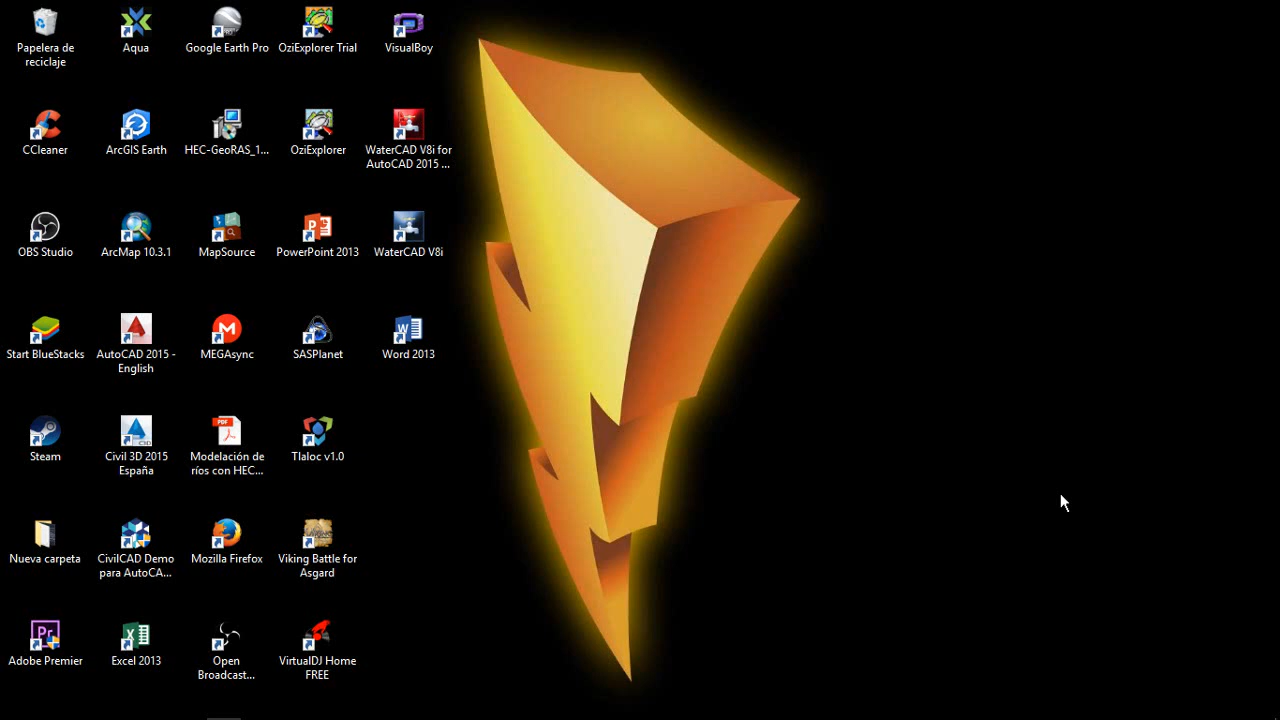 Papelera de
reciclaje
Aqua
Google Earth Pro
OziExplorer Trial
VisualBoy
CCleaner
ArcGIS Earth
HEC-GeoRAS_1...
OziExplorer
WaterCAD V8i for
AutoCAD 2015 ...
OBS Studio
ArcMap 10.3.1
MapSource
PowerPoint 2013
WaterCAD V8i
Start BlueStacks
AutoCAD 2015 -
English
MEGAsync
SASPlanet
Word 2013
Steam
Civil 3D 2015
España
Modelación de
ríos con HEC...
Tlaloc v1.0
Nueva carpeta
CivilCAD Demo
para AutoCA...
Mozilla Firefox
Viking Battle for
Asgard
Adobe Premier
Excel 2013
Open
Broadcast...
VirtualDJ Home
FREE